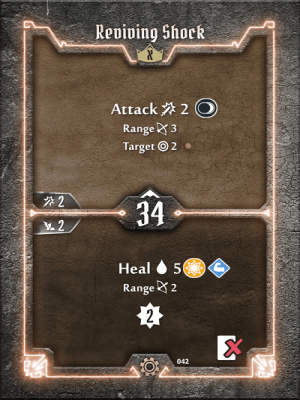 Reviving Shock
X
Attack 2
Range 3
Target 2
2
34
2
Heal 5
Range 2
2
042